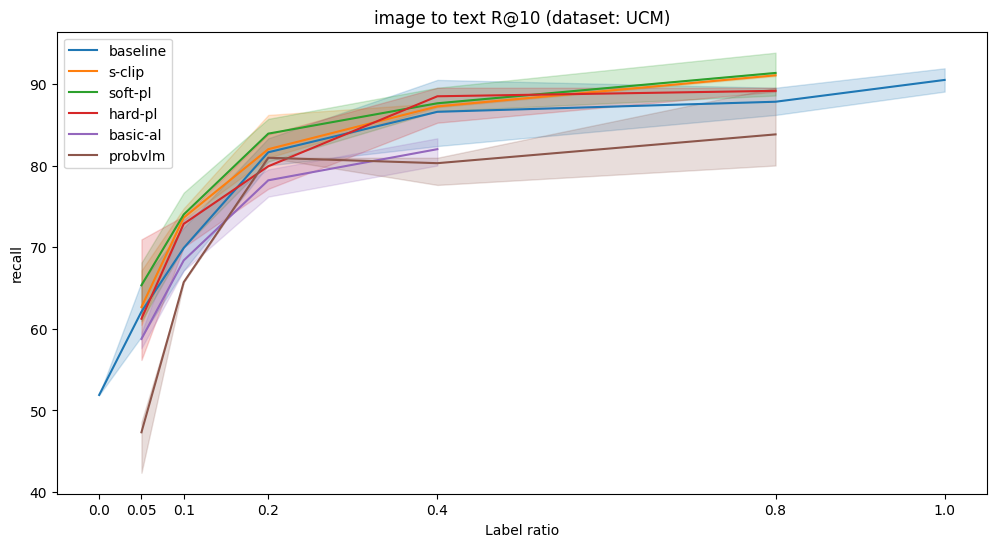 image to text R@10 (dataset: UCM)
baseline
s-clip
soft-pl
hard-pl
basic-al
probvlm
recall
90
80
70
60
50
40
0.0 0.05 0.1 0.2 0.4 0.8 1.0
Label ratio